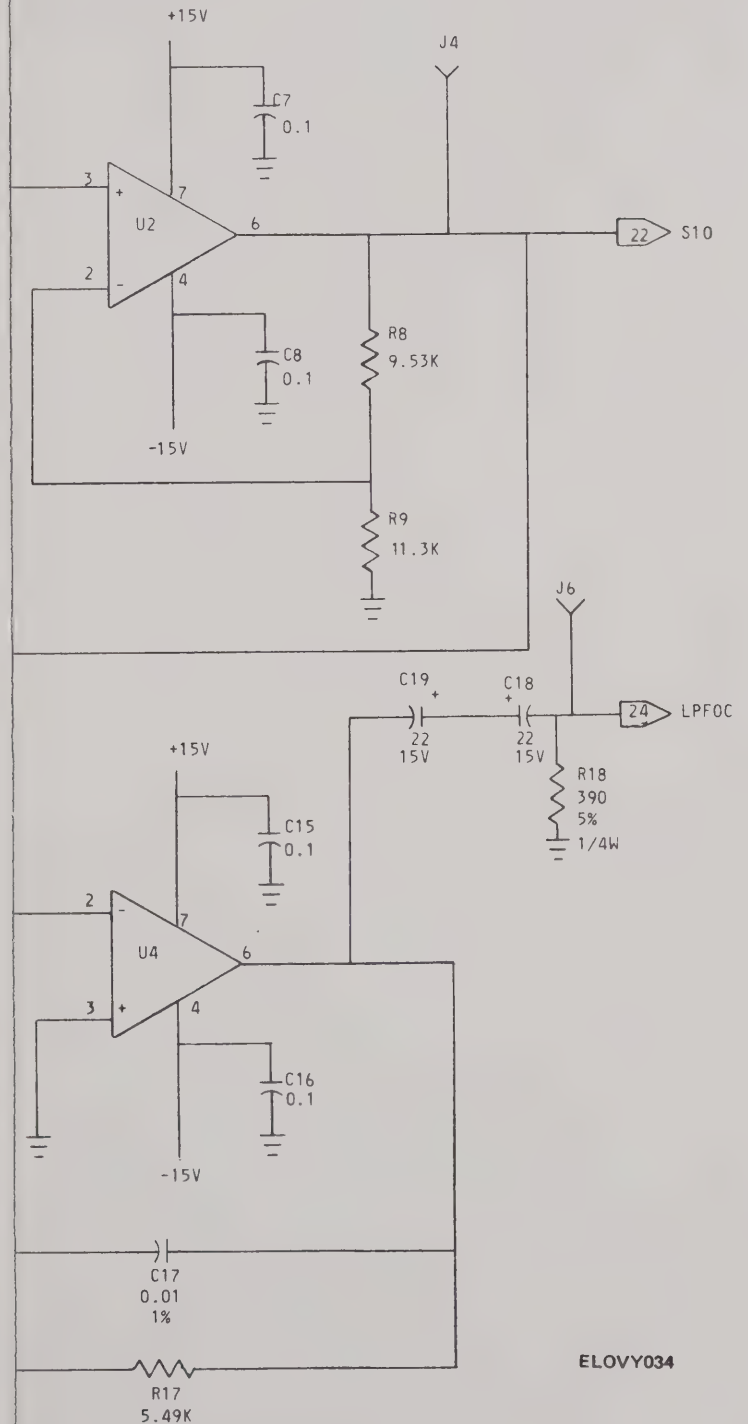 +15V
J4
C7
0.1
3
+
7
U2
6
22
S10
2
-
4
C8
0.1
R8
9.53K
-15V
R9
11.3K
J6
C19
+
C18
+
22
15V
22
15V
24
LPFOC
+15V
R18
390
5%
1/4W
C15
0.1
2
-
7
U4
6
3
+
4
C16
0.1
-15V
C17
0.01
1%
R17
5.49K
ELOVY034